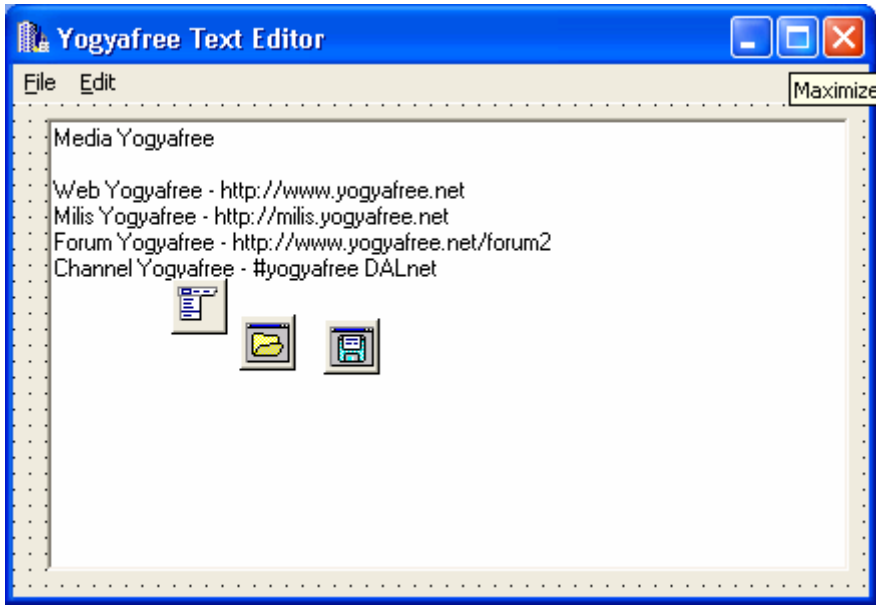 Yogyafree Text Editor
File Edit
Maximize
Media Yogyafree
Web Yogyafree - http://www.yogyafree.net
Milis Yogyafree - http://milis.yogyafree.net
Forum Yogyafree - http://www.yogyafree.net/forum2
Channel Yogyafree - #yogyafree DALnet